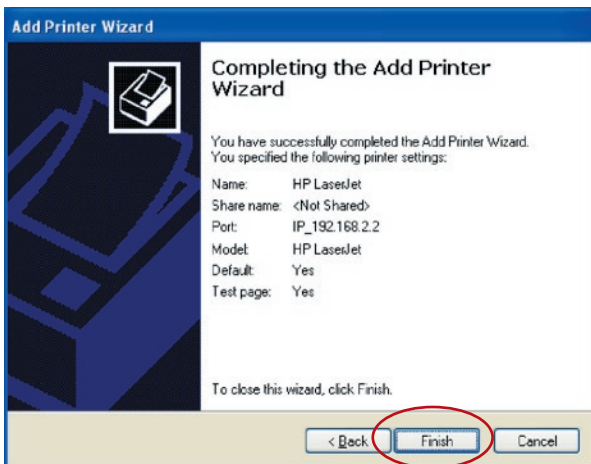 Add Printer Wizard
Completing the Add Printer
Wizard
You have successfully completed the Add Printer Wizard.
You specified the following printer settings:
Name: HP LaserJet
Share name: <Not Shared>
Port: IP_192.168.2.2
Model: HP LaserJet
Default: Yes
Test page: Yes
To close this wizard, click Finish.
< Back Finish Cancel